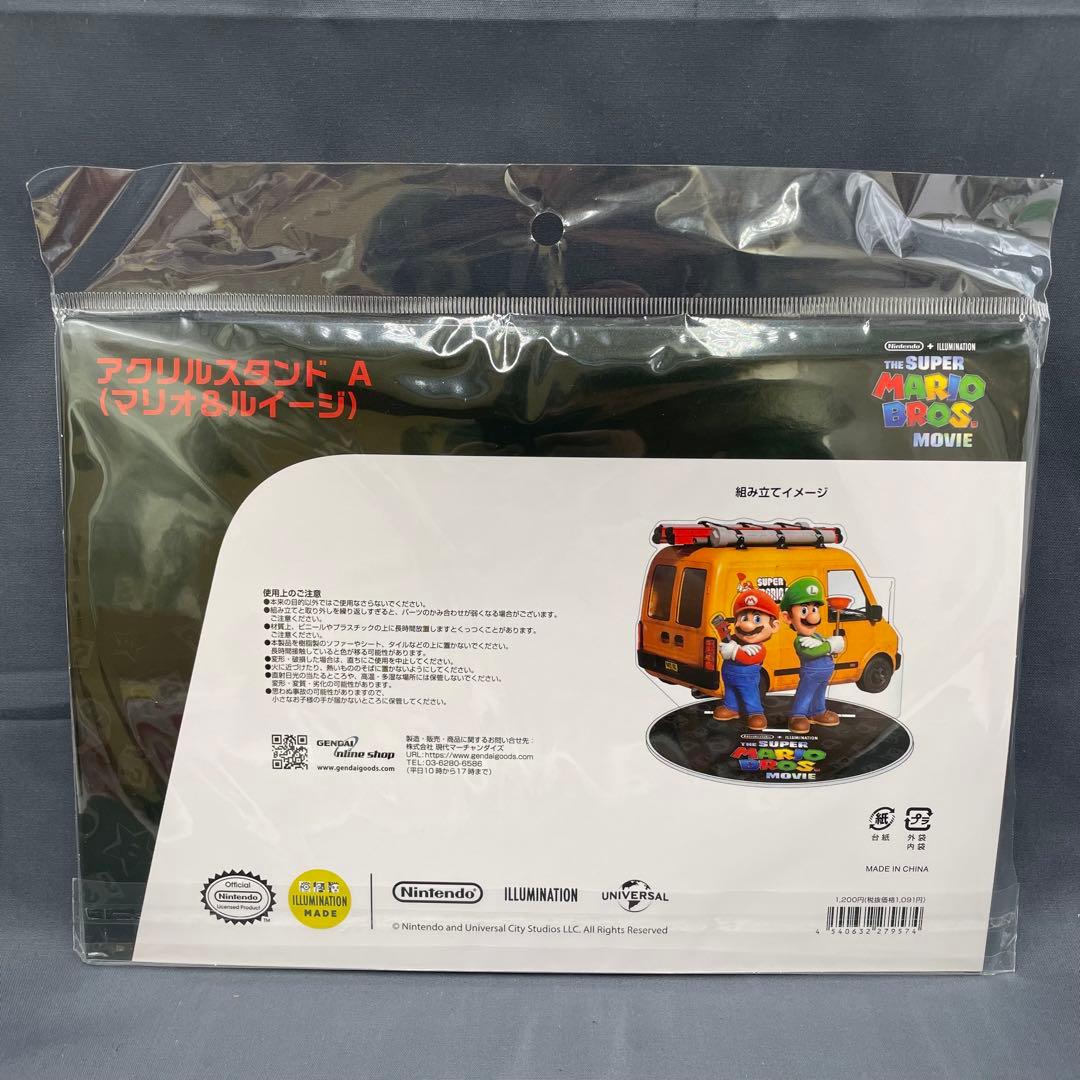 アクリルスタンド A
(マリオ&ルイージ)
Nintendo + ILLUMINATION
THE SUPER
MARIO
BROS.
MOVIE
組み立てイメージ
SUPER
Nintendo + ILLUMINATION
THE SUPER
MARIO
BROS.
MOVIE
使用上のご注意
●本来の目的以外ではご使用なさらないでください。
●組み立てと取り外しを繰り返しすぎると、パーツのかみ合わせが弱くなる場合がございます。
ご注意ください。
●材質上、ビニールやプラスチックの上に長時間放置しますとくっつくことがあります。
ご注意ください。
●本製品を樹脂製のソファーやシート、タイルなどの上に置かないでください。
長時間接触していると色が移る可能性があります。
●変形・破損した場合は、直ちにご使用を中止してください。
●火に近づけたり、熱いもののそばに置かないようにしてください。
●直射日光の当たるところや、高温・多湿な場所には保管しないでください。
変形・変質・劣化の可能性があります。
●思わぬ事故の可能性がありますので、
小さなお子様の手が届かないところに保管してください。
GENDAI
Online shop
www.gendaigoods.com
製造・販売・商品に関するお問い合せ先:
株式会社 現代マーチャンダイズ
URL:https://www.gendaigoods.com
TEL:03-6280-6586
(平日10時から17時まで)
紙
台紙
プラ
外袋
内袋
MADE IN CHINA
Official
Nintendo
Licensed Product
TM
ILLUMINATION
MADE
Nintendo
ILLUMINATION
UNIVERSAL
© Nintendo and Universal City Studios LLC. All Rights Reserved
1,200円(税抜価格1,091円)
4 540632 279574